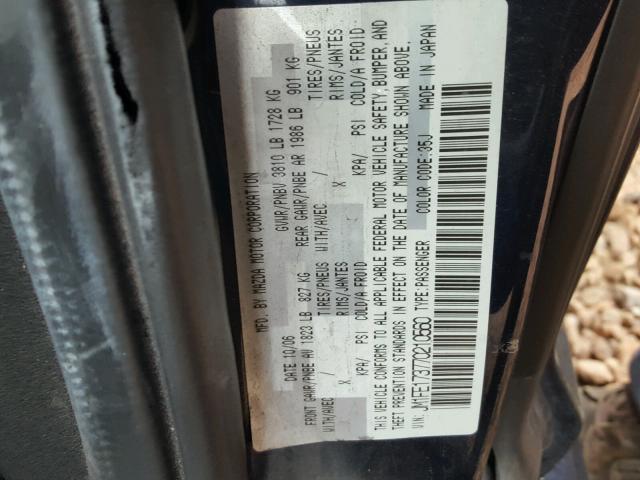 MFD. BY MAZDA MOTOR CORPORATION
DATE 10/06 GVWR/PNBV 3810 LB 1728 KG
FRONT GAWR/PNBE AV 1823 LB 827 KG REAR GAWR/PNBE AR 1986 LB 901 KG
TIRES/PNEUS TIRES/PNEUS
WITH/AVEC / RIMS/JANTES WITH/AVEC / RIMS/JANTES
X X
KPA/ PSI COLD/A FROID KPA/ PSI COLD/A FROID
THIS VEHICLE CONFORMS TO ALL APPLICABLE FEDERAL MOTOR VEHICLE SAFETY, BUMPER, AND
THEFT PREVENTION STANDARDS IN EFFECT ON THE DATE OF MANUFACTURE SHOWN ABOVE.
COLOR CODE:35J MADE IN JAPAN
VIN: JM1FE173770210560 TYPE:PASSENGER